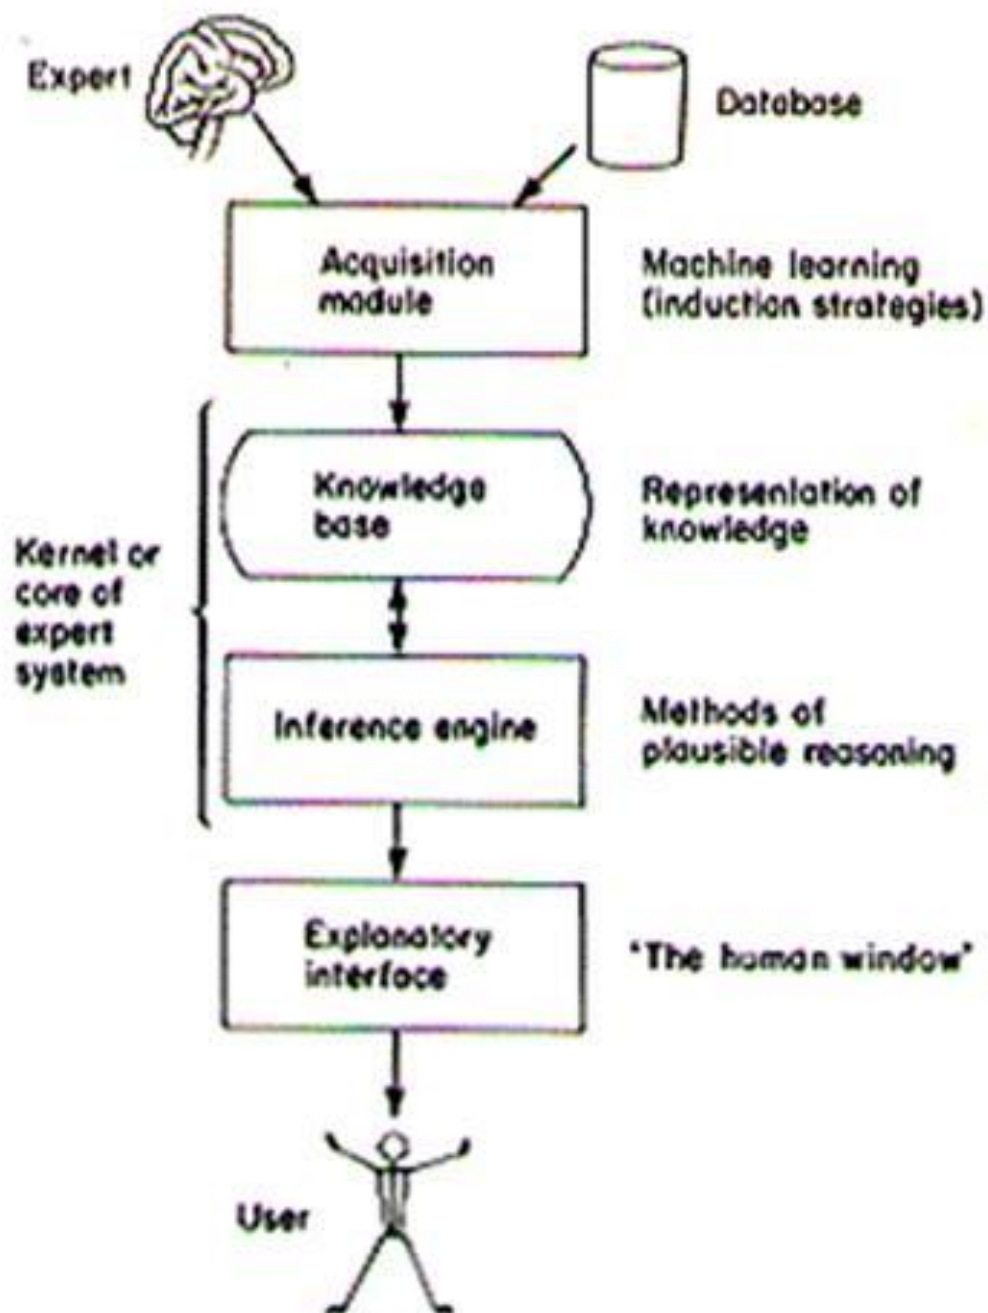 Expert
Database
Acquisition
module
Machine learning
(induction strategies)
Knowledge
base
Representation of
knowledge
Kernel or
core of
expert
system
Inference engine
Methods of
plausible reasoning
Explanatory
interface
'The human window'
User